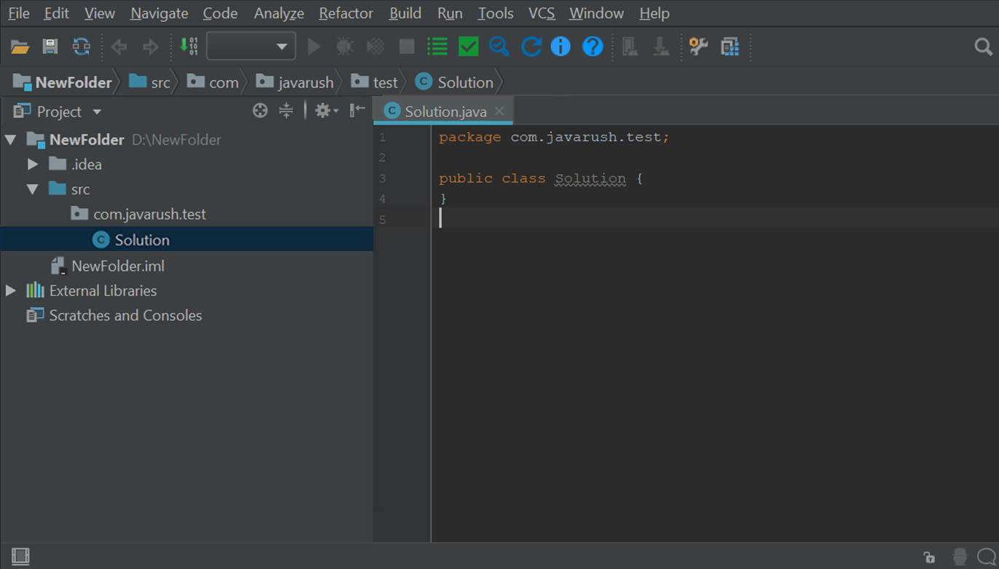 File Edit View Navigate Code Analyze Refactor Build Run Tools VCS Window Help
NewFolder src com javarush test C Solution
Project
C Solution.java
NewFolder D:\NewFolder
.idea
src
com.javarush.test
C Solution
NewFolder.iml
External Libraries
Scratches and Consoles
1 package com.javarush.test;
2
3 public class Solution {
4 }
5